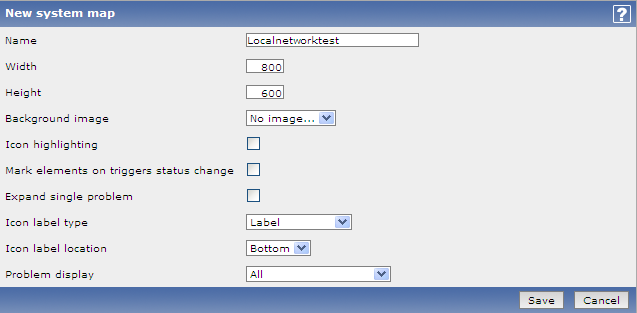 New system map ?
Name Localnetworktest
Width 800
Height 600
Background image No image...
Icon highlighting
Mark elements on triggers status change
Expand single problem
Icon label type Label
Icon label location Bottom
Problem display All
Save Cancel